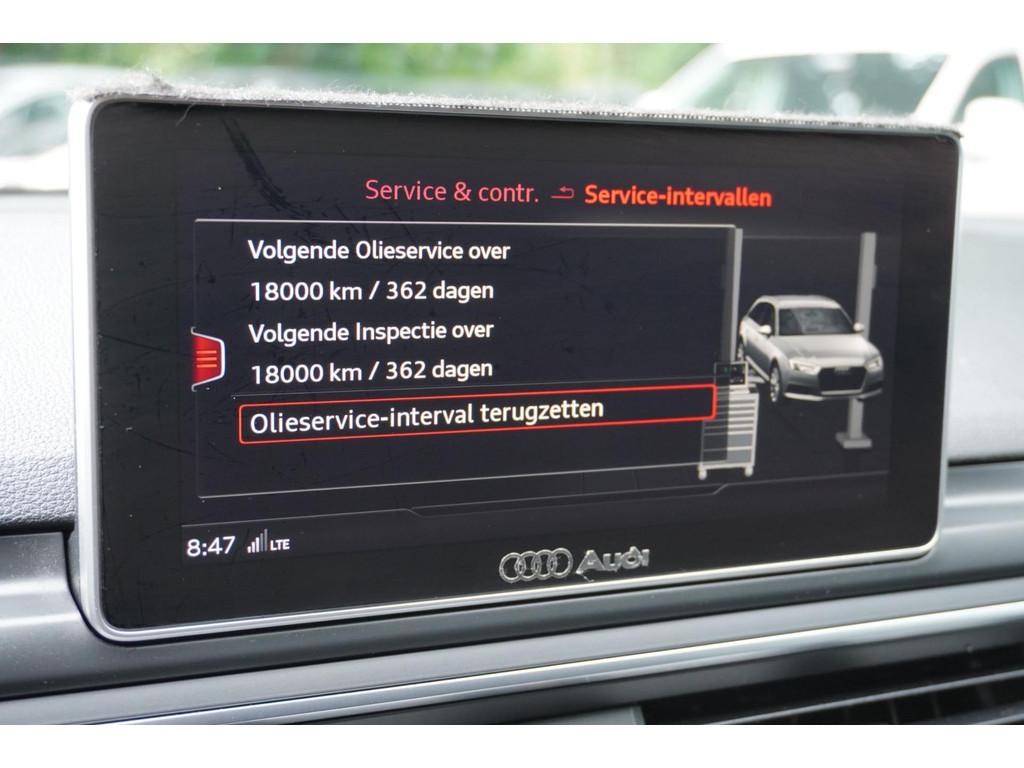 Service & contr. Service-intervallen
Volgende Olieservice over
18000 km / 362 dagen
Volgende Inspectie over
18000 km / 362 dagen
Olieservice-interval terugzetten
8:47 LTE
Audi